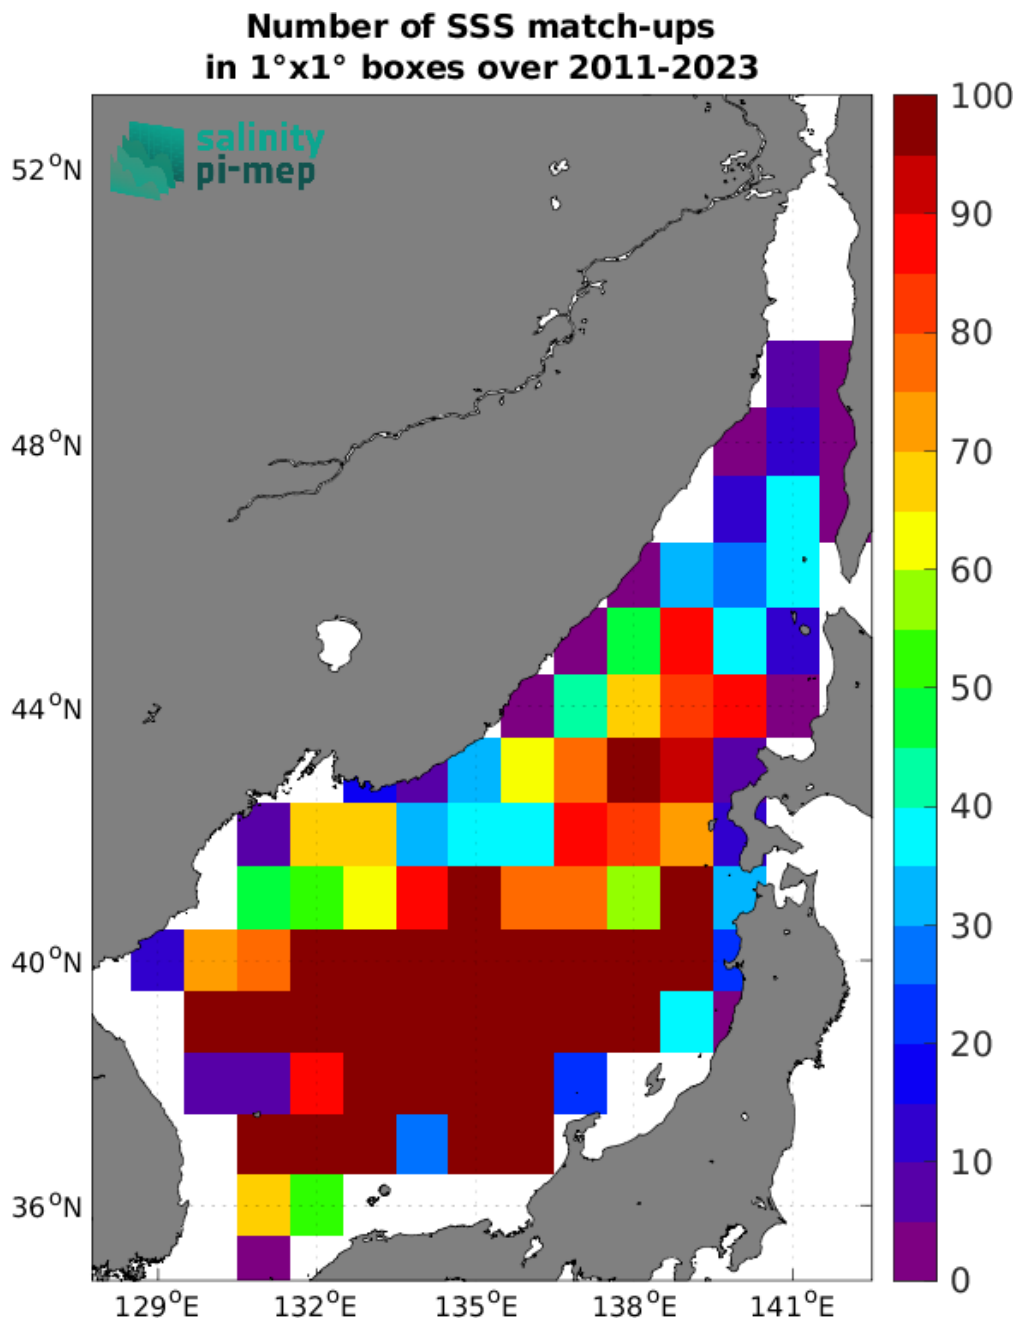 Number of SSS match-ups
in 1°x1° boxes over 2011-2023
salinity
pi-mep
52°N
48°N
44°N
40°N
36°N
129°E
132°E
135°E
138°E
141°E
100
90
80
70
60
50
40
30
20
10
0